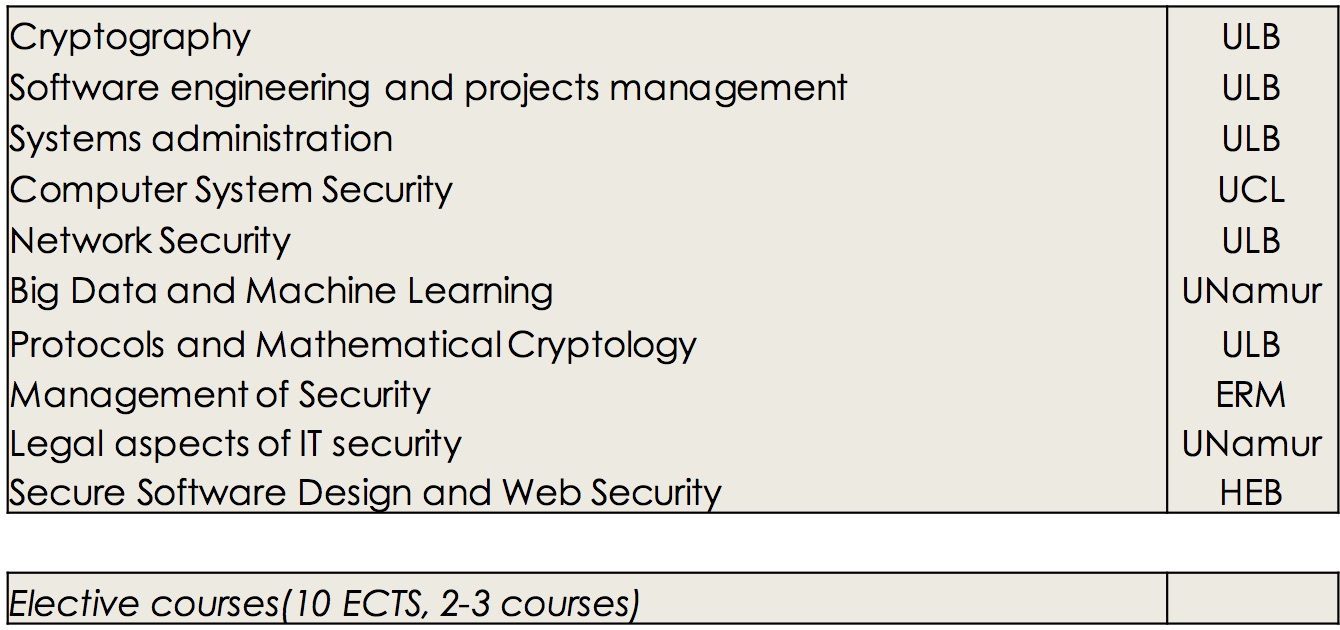 Cryptography ULB
Software engineering and projects management ULB
Systems administration ULB
Computer System Security UCL
Network Security ULB
Big Data and Machine Learning UNamur
Protocols and Mathematical Cryptology ULB
Management of Security ERM
Legal aspects of IT security UNamur
Secure Software Design and Web Security HEB
Elective courses(10 ECTS, 2-3 courses)